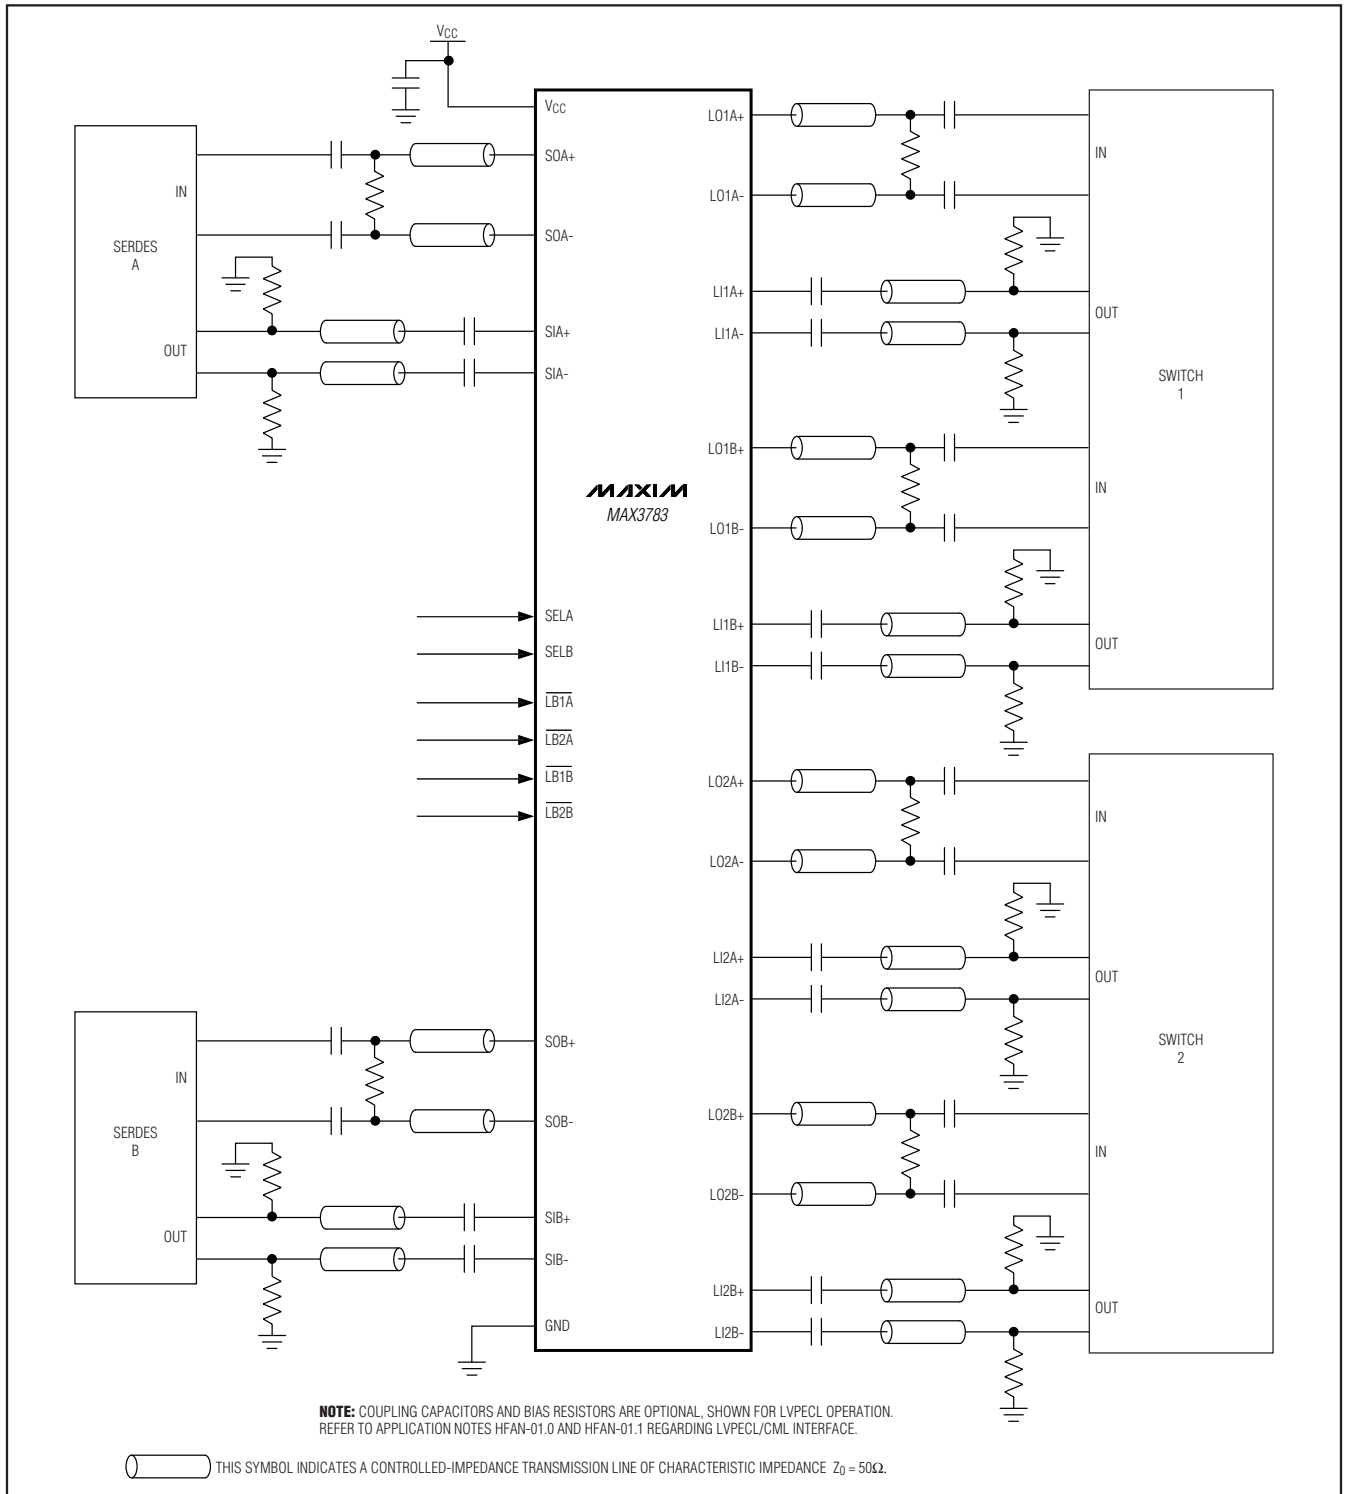 VCC
VCC
SOA+
SOA-
SIA+
SIA-
IN
SERDES
A
OUT
LO1A+
LO1A-
LI1A+
LI1A-
IN
OUT
SWITCH
1
LO1B+
LO1B-
LI1B+
LI1B-
IN
OUT
MAXIM
MAX3783
SELA
SELB
LB1A
LB2A
LB1B
LB2B
LO2A+
LO2A-
LI2A+
LI2A-
IN
OUT
SWITCH
2
SOB+
SOB-
SIB+
SIB-
GND
IN
SERDES
B
OUT
LO2B+
LO2B-
LI2B+
LI2B-
IN
OUT
NOTE: COUPLING CAPACITORS AND BIAS RESISTORS ARE OPTIONAL, SHOWN FOR LVPECL OPERATION.
REFER TO APPLICATION NOTES HFAN-01.0 AND HFAN-01.1 REGARDING LVPECL/CML INTERFACE.
THIS SYMBOL INDICATES A CONTROLLED-IMPEDANCE TRANSMISSION LINE OF CHARACTERISTIC IMPEDANCE Z0 = 50Ω.